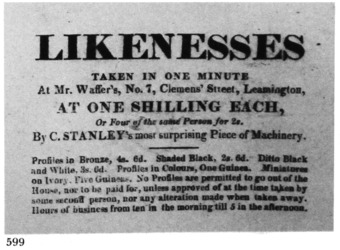 LIKENESSES
TAKEN IN ONE MINUTE
At Mr. Waffer's, No. 7, Clemens' Street, Leamington,
AT ONE SHILLING EACH,
Or Four of the same Person for 2s.
By C. STANLEY's most surprising Piece of Machinery.
Profiles in Bronze, 4s. 6d. Shaded Black, 2s. 6d. Ditto Black
and White, 3s. 6d. Profiles in Colours, One Guinea. Miniatures
on Ivory, Five Guineas. No Profiles are permitted to go out of the
House, nor to be paid for, unless approved of at the time taken by
some second person, nor any alteration made when taken away.
Hours of business from ten in the morning till 5 in the afternoon.
599